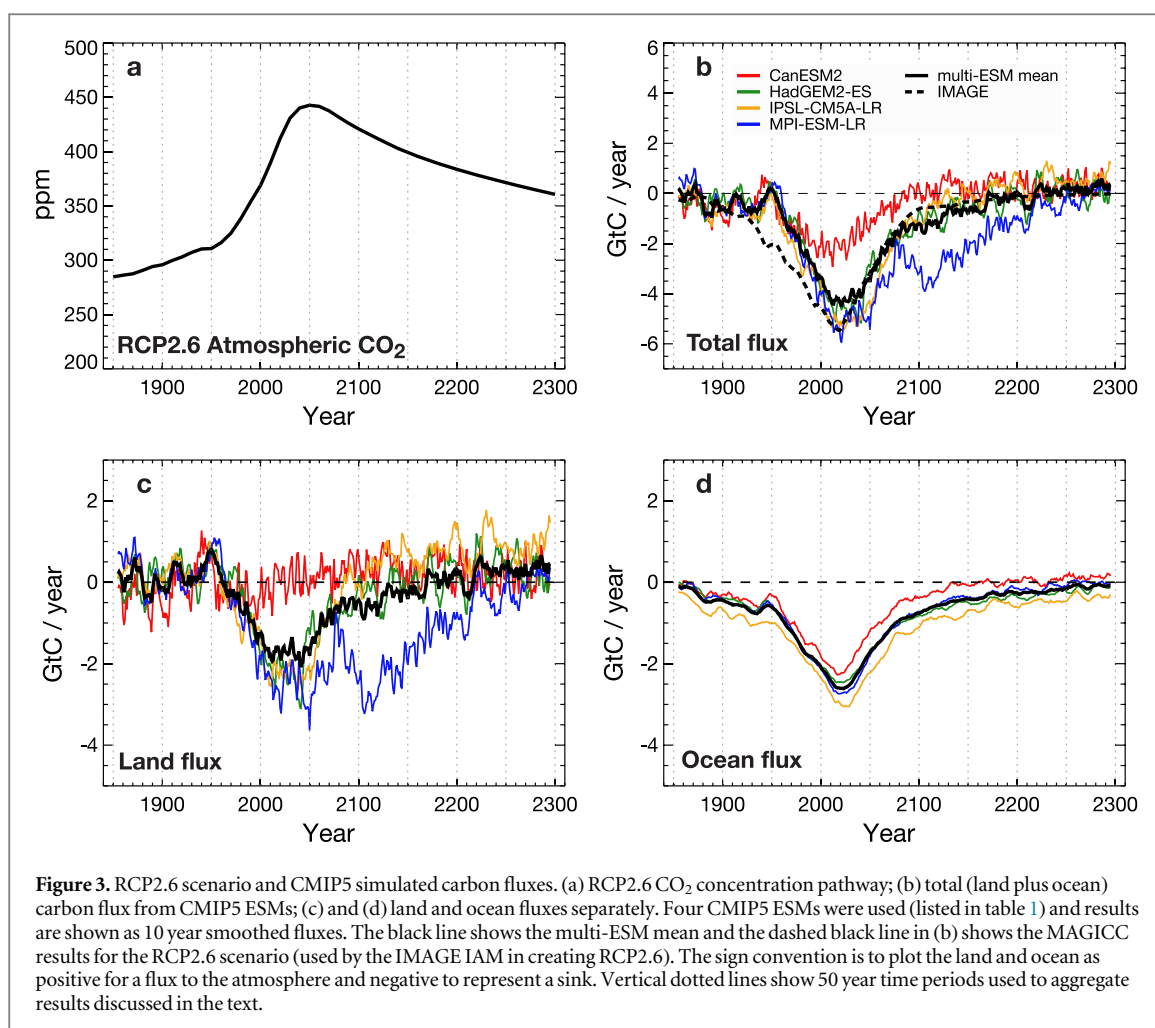 a
500
450
400
350
300
250
200
ppm
RCP2.6 Atmospheric CO₂
1900 2000 2100 2200 2300
Year
b
6
4
2
0
-2
-4
-6
GtC / year
CanESM2
HadGEM2-ES
IPSL-CM5A-LR
MPI-ESM-LR
multi-ESM mean
IMAGE
Total flux
1900 2000 2100 2200 2300
Year
c
2
0
-2
-4
GtC / year
Land flux
1900 2000 2100 2200 2300
Year
d
2
0
-2
-4
GtC / year
Ocean flux
1900 2000 2100 2200 2300
Year
Figure 3. RCP2.6 scenario and CMIP5 simulated carbon fluxes. (a) RCP2.6 CO₂ concentration pathway; (b) total (land plus ocean)
carbon flux from CMIP5 ESMs; (c) and (d) land and ocean fluxes separately. Four CMIP5 ESMs were used (listed in table 1) and results
are shown as 10 year smoothed fluxes. The black line shows the multi-ESM mean and the dashed black line in (b) shows the MAGICC
results for the RCP2.6 scenario (used by the IMAGE IAM in creating RCP2.6). The sign convention is to plot the land and ocean as
positive for a flux to the atmosphere and negative to represent a sink. Vertical dotted lines show 50 year time periods used to aggregate
results discussed in the text.